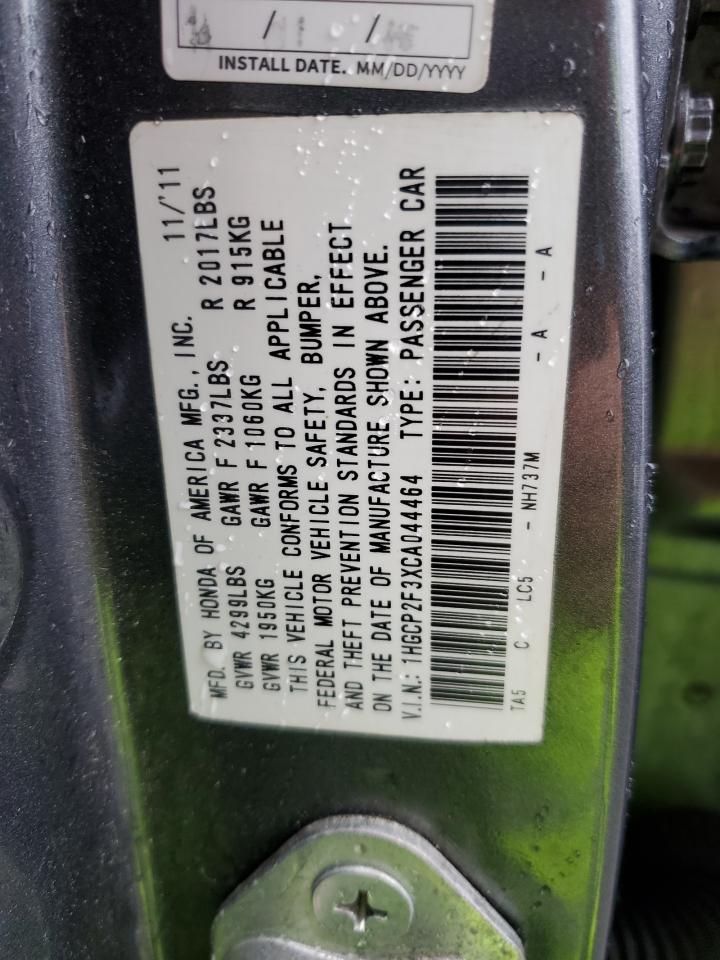 / /
INSTALL DATE. MM/DD/YYYY
MFD. BY HONDA OF AMERICA MFG., INC. 11/'11
GVWR 4299LBS GAWR F 2337LBS R 2017LBS
GVWR 1950KG GAWR F 1060KG R 915KG
THIS VEHICLE CONFORMS TO ALL APPLICABLE
FEDERAL MOTOR VEHICLE SAFETY, BUMPER,
AND THEFT PREVENTION STANDARDS IN EFFECT
ON THE DATE OF MANUFACTURE SHOWN ABOVE.
V.I.N.: 1HGCP2F3XCA044464 TYPE: PASSENGER CAR
TA5 C LC5 - NH737M - A - A